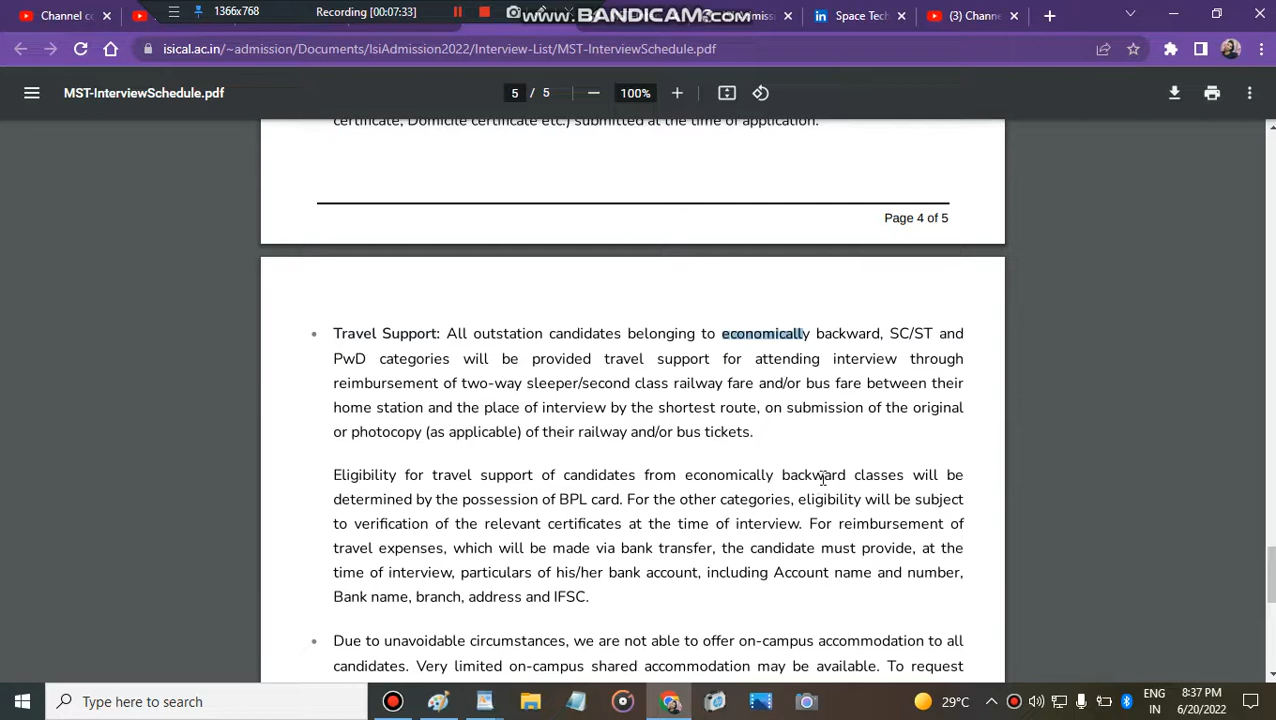 1366x768
Recording [00:07:33]
www.BANDICAM.com
Channel co
missi
Space Tech
(3) Channe
isical.ac.in/~admission/Documents/IsiAdmission2022/Interview-List/MST-InterviewSchedule.pdf
MST-InterviewSchedule.pdf
5 / 5
100%
certificate, Domicile certificate etc.) submitted at the time of application.
Page 4 of 5
• Travel Support: All outstation candidates belonging to economically backward, SC/ST and
PwD categories will be provided travel support for attending interview through
reimbursement of two-way sleeper/second class railway fare and/or bus fare between their
home station and the place of interview by the shortest route, on submission of the original
or photocopy (as applicable) of their railway and/or bus tickets.
Eligibility for travel support of candidates from economically backward classes will be
determined by the possession of BPL card. For the other categories, eligibility will be subject
to verification of the relevant certificates at the time of interview. For reimbursement of
travel expenses, which will be made via bank transfer, the candidate must provide, at the
time of interview, particulars of his/her bank account, including Account name and number,
Bank name, branch, address and IFSC.
• Due to unavoidable circumstances, we are not able to offer on-campus accommodation to all
candidates. Very limited on-campus shared accommodation may be available. To request
Type here to search
29°C
ENG
IN
8:37 PM
6/20/2022